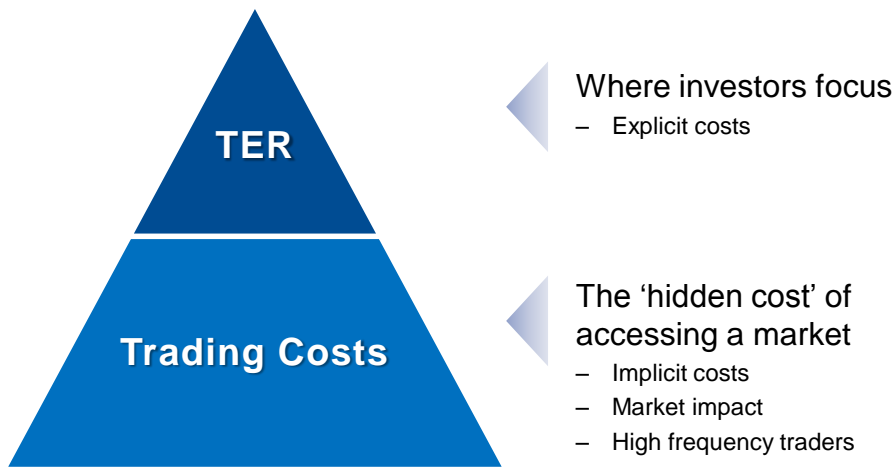 TER
Where investors focus
– Explicit costs
Trading Costs
The ‘hidden cost’ of
accessing a market
– Implicit costs
– Market impact
– High frequency traders